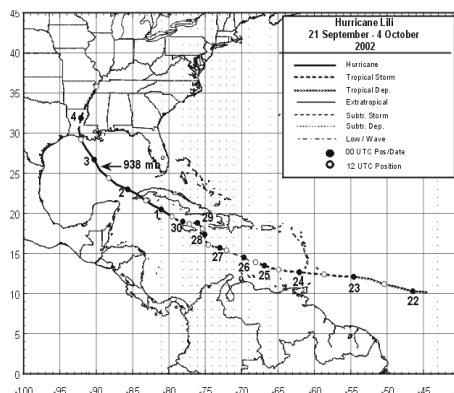 Hurricane Lili
21 September - 4 October
2002
Hurricane
Tropical Storm
Tropical Dep.
Extratropical
Subtr. Storm
Subtr. Dep.
Low / Wave
00 UTC Pos/Date
12 UTC Position
45
40
35
30
25
20
15
10
5
0
4
3
938 mb
2
1
30
29
28
27
26
25
24
23
22
-100 -95 -90 -85 -80 -75 -70 -65 -60 -55 -50 -45